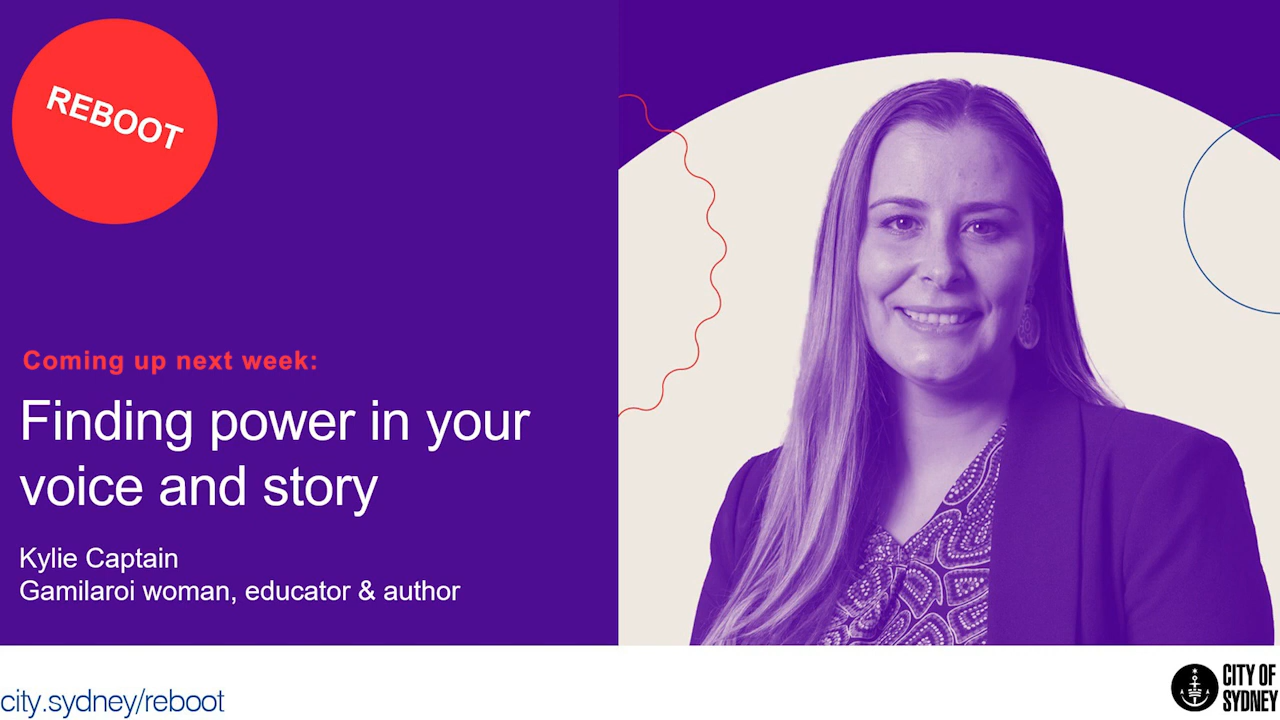 REBOOT
Coming up next week:
Finding power in your
voice and story
Kylie Captain
Gamilaroi woman, educator & author
city.sydney/reboot
CITY OF
SYDNEY